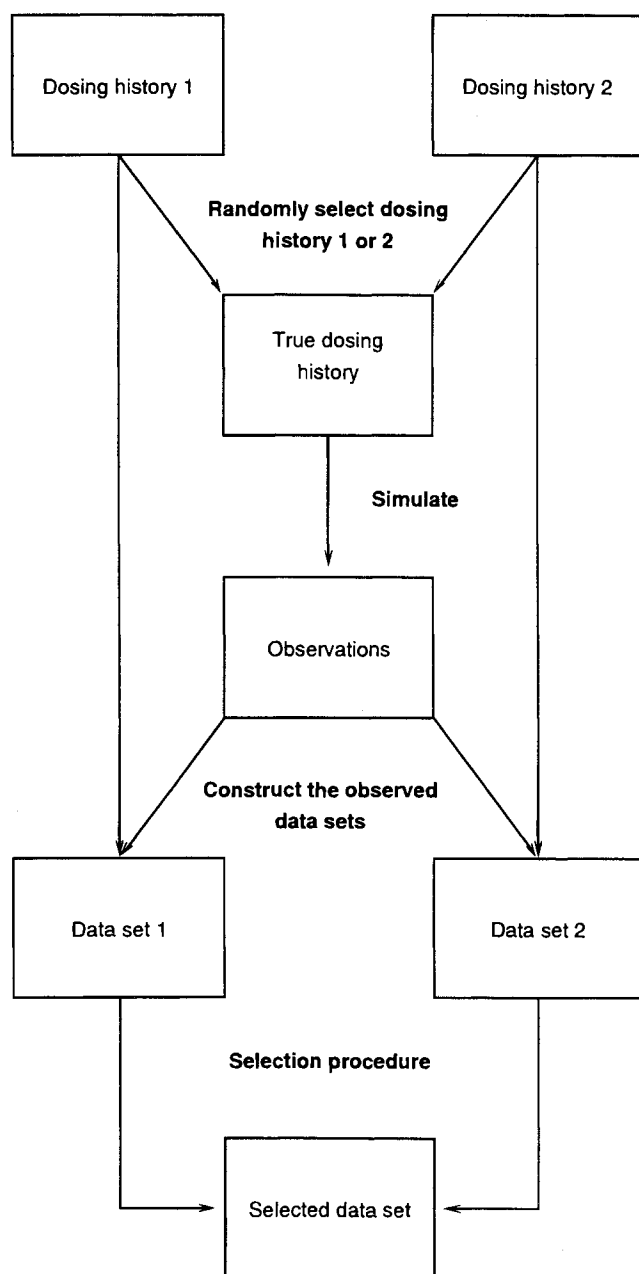 Dosing history 1
Dosing history 2
Randomly select dosing
history 1 or 2
True dosing
history
Simulate
Observations
Construct the observed
data sets
Data set 1
Data set 2
Selection procedure
Selected data set